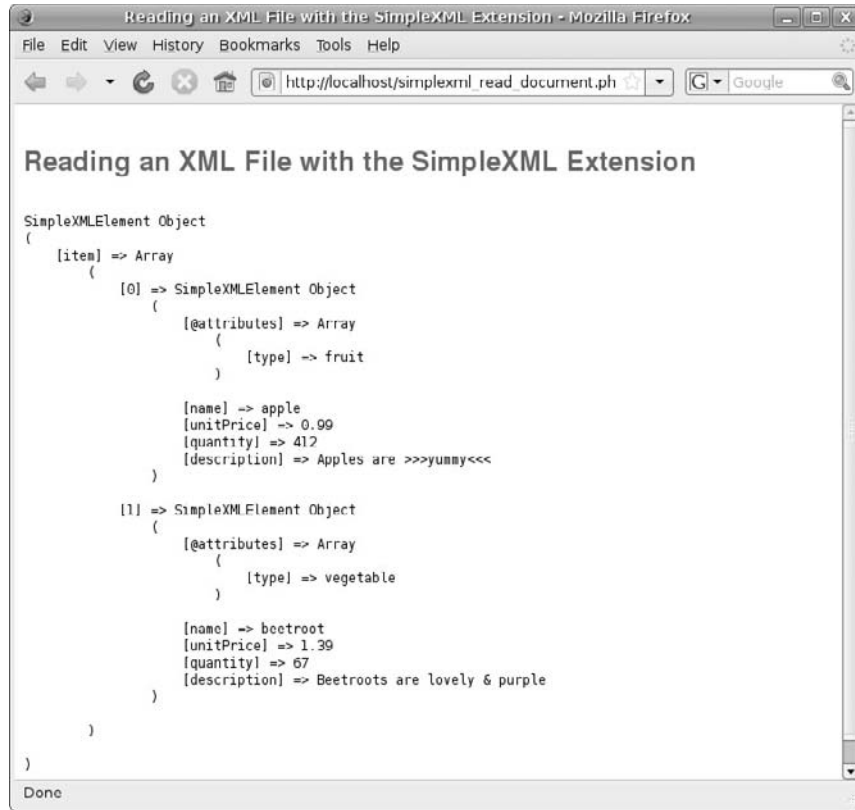 Reading an XML File with the SimpleXML Extension - Mozilla Firefox
File Edit View History Bookmarks Tools Help
http://localhost/simplexml_read_document.ph
G Google
Reading an XML File with the SimpleXML Extension
SimpleXMLElement Object
(
[item] => Array
(
[0] => SimpleXMLElement Object
(
[@attributes] => Array
(
[type] => fruit
)
[name] => apple
[unitPrice] => 0.99
[quantity] => 412
[description] => Apples are >>>yummy<<<
)
[1] => SimpleXMLElement Object
(
[@attributes] => Array
(
[type] => vegetable
)
[name] => beetroot
[unitPrice] => 1.39
[quantity] => 67
[description] => Beetroots are lovely & purple
)
)
)
Done